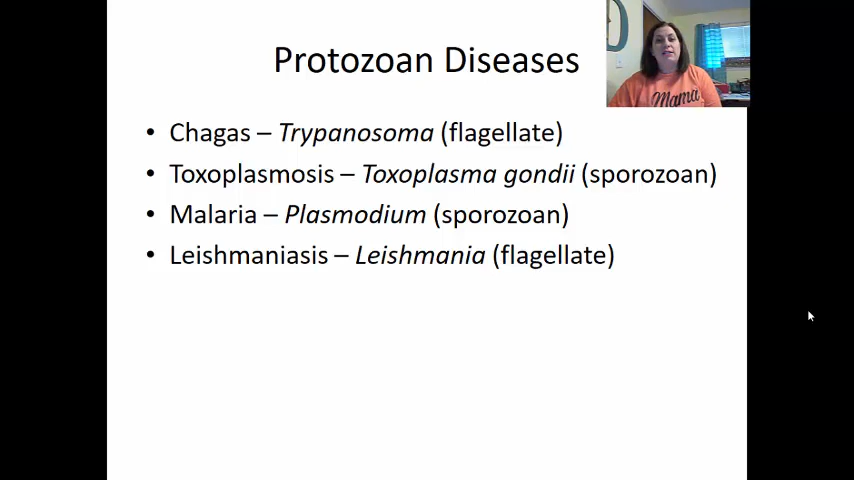 Protozoan Diseases
Mama
• Chagas – Trypanosoma (flagellate)
• Toxoplasmosis – Toxoplasma gondii (sporozoan)
• Malaria – Plasmodium (sporozoan)
• Leishmaniasis – Leishmania (flagellate)